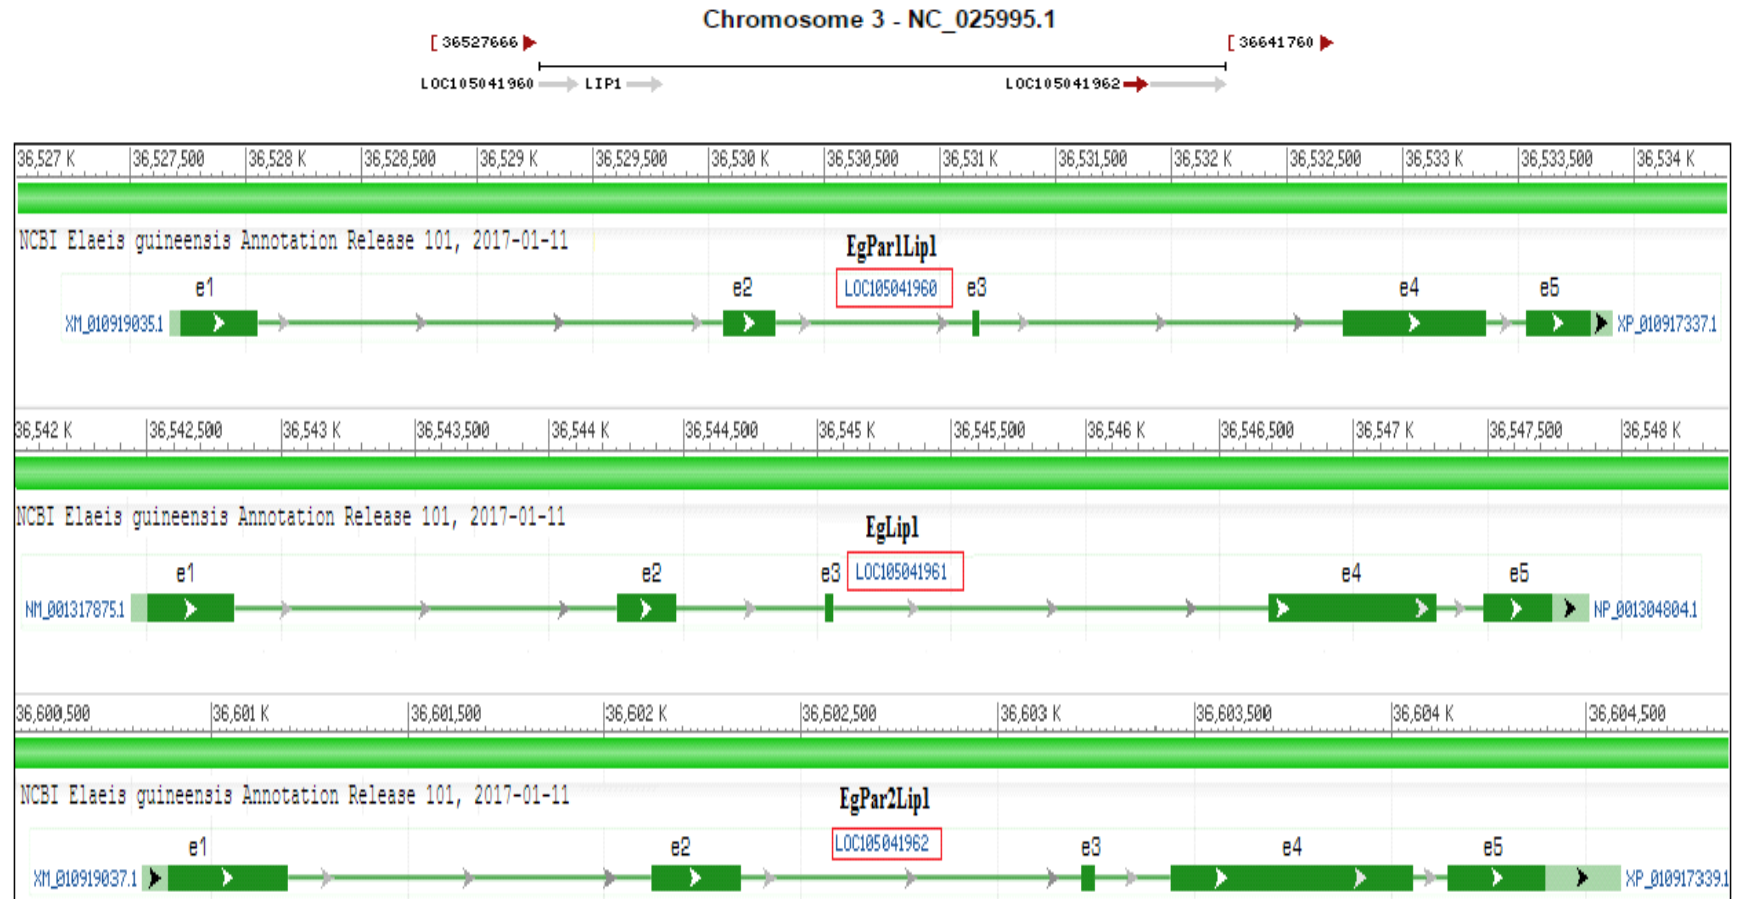 Chromosome 3 - NC_025995.1
[ 36527666 [ 36641760
LOC105041960 LIP1 LOC105041962
36,527 K 36,527,500 36,528 K 36,528,500 36,529 K 36,529,500 36,530 K 36,530,500 36,531 K 36,531,500 36,532 K 36,532,500 36,533 K 36,533,500 36,534 K
NCBI Elaeis guineensis Annotation Release 101, 2017-01-11
EgPar1Lip1
e1 e2 LOC105041960 e3 e4 e5
XM_010919035.1 XP_010917337.1
36,542 K 36,542,500 36,543 K 36,543,500 36,544 K 36,544,500 36,545 K 36,545,500 36,546 K 36,546,500 36,547 K 36,547,500 36,548 K
NCBI Elaeis guineensis Annotation Release 101, 2017-01-11
EgLip1
e1 e2 e3 LOC105041961 e4 e5
NM_001317875.1 NP_001304804.1
36,600,500 36,601 K 36,601,500 36,602 K 36,602,500 36,603 K 36,603,500 36,604 K 36,604,500
NCBI Elaeis guineensis Annotation Release 101, 2017-01-11
EgPar2Lip1
e1 e2 LOC105041962 e3 e4 e5
XM_010919037.1 XP_010917339.1